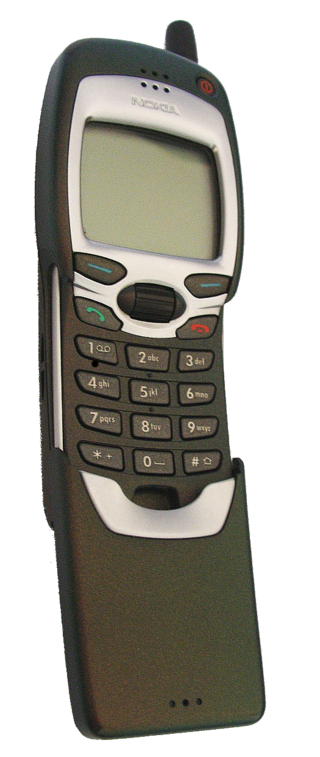 NOKIA
1 2 abc 3 def
4 ghi 5 jkl 6 mno
7 pqrs 8 tuv 9 wxyz
* + 0 #